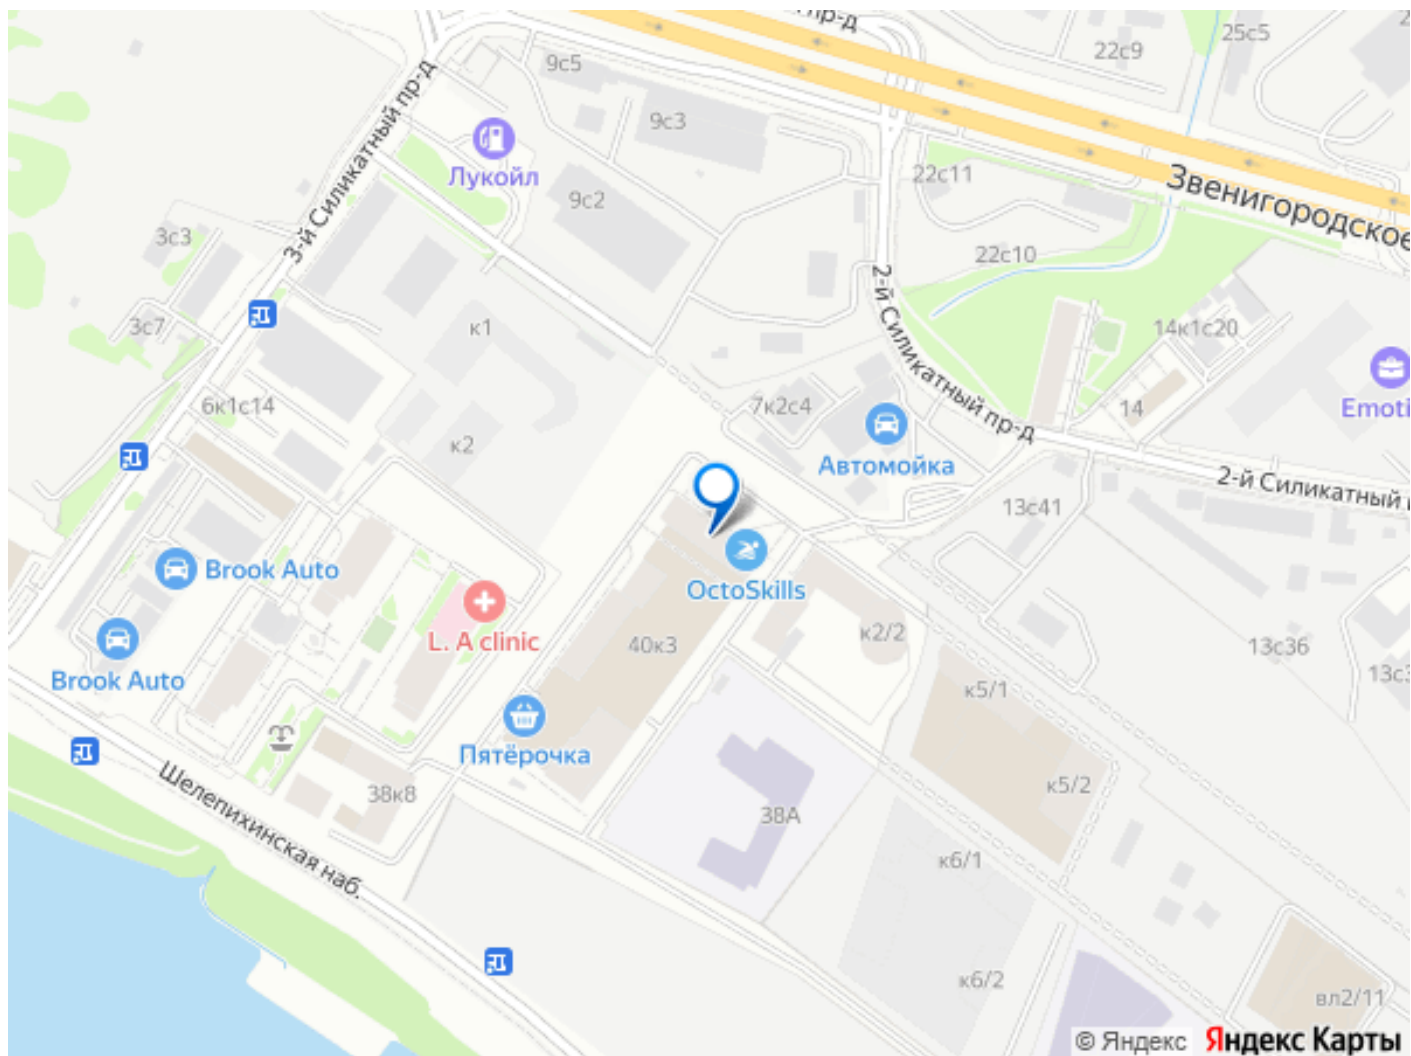 пр-д
25с5
22с9
9с5
9с3
3-й Силикатный пр-д
Лукойл
22с11
Звенигородское
9с2
3с3
22с10
2-й Силикатный пр-д
3с7
к1
14к1с20
6к1с14
7к2с4
14
Emoti
к2
Автомойка
2-й Силикатный
13с41
Brook Auto
OctoSkills
L. A clinic
40к3
к2/2
13с36
13с3
Brook Auto
к5/1
Пятёрочка
38к8
к5/2
Шелепихинская наб.
38А
к6/1
к6/2
вл2/11
© Яндекс Яндекс Карты